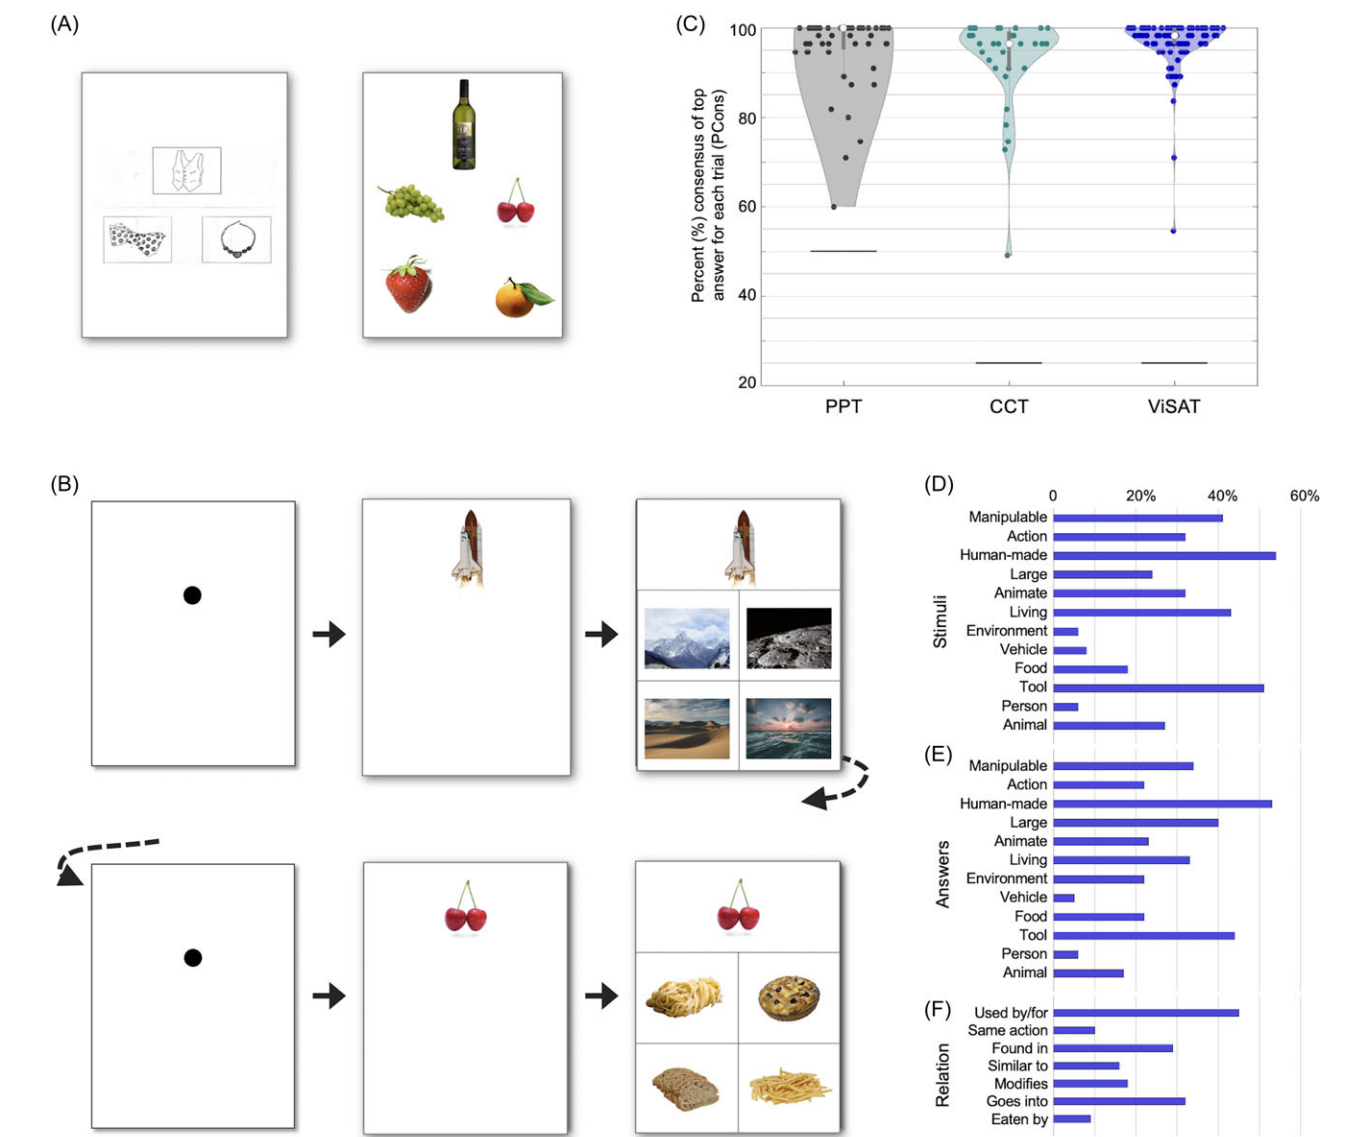 (A)
(C)
Percent (%) consensus of top
answer for each trial (PCons)
100
80
60
40
20
PPT
CCT
ViSAT
(B)
(D)
0
20%
40%
60%
Stimuli
Manipulable
Action
Human-made
Large
Animate
Living
Environment
Vehicle
Food
Tool
Person
Animal
(E)
Answers
Manipulable
Action
Human-made
Large
Animate
Living
Environment
Vehicle
Food
Tool
Person
Animal
(F)
Relation
Used by/for
Same action
Found in
Similar to
Modifies
Goes into
Eaten by